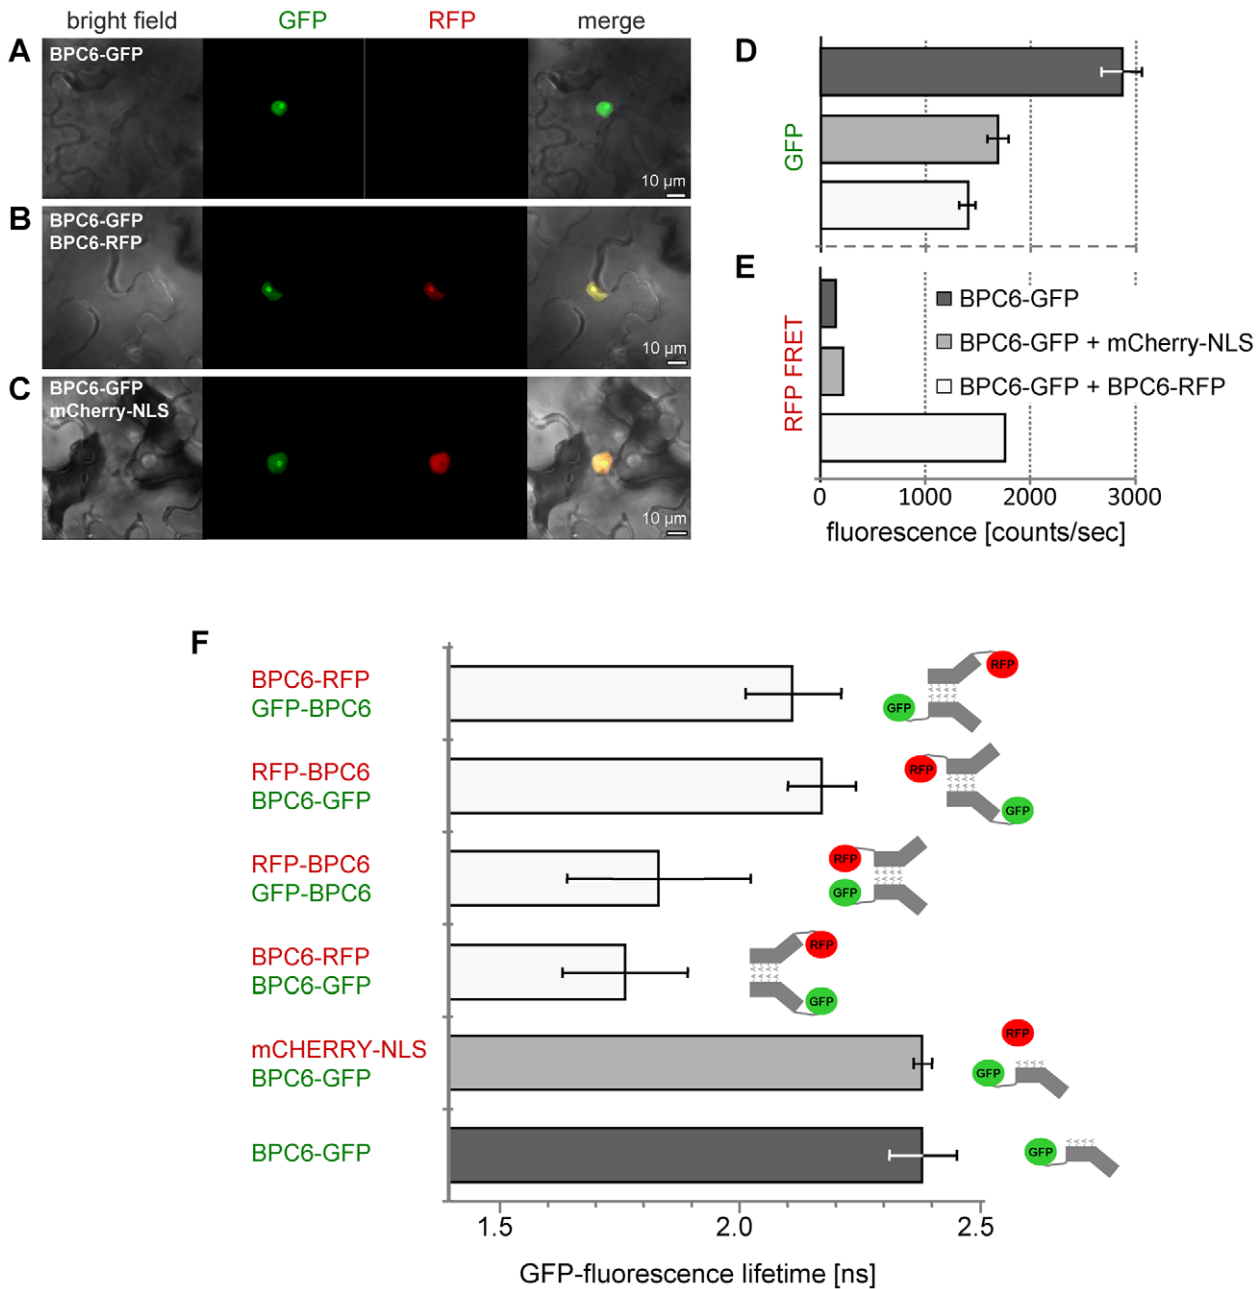 bright field GFP RFP merge
A
BPC6-GFP
10 µm
B
BPC6-GFP
BPC6-RFP
10 µm
C
BPC6-GFP
mCherry-NLS
10 µm
D
GFP
E
RFP FRET
BPC6-GFP
BPC6-GFP + mCherry-NLS
BPC6-GFP + BPC6-RFP
0 1000 2000 3000
fluorescence [counts/sec]
F
BPC6-RFP
GFP-BPC6
RFP
GFP
RFP-BPC6
BPC6-GFP
RFP
GFP
RFP-BPC6
GFP-BPC6
RFP
GFP
BPC6-RFP
BPC6-GFP
RFP
GFP
mCHERRY-NLS
BPC6-GFP
RFP
GFP
BPC6-GFP
GFP
1.5 2.0 2.5
GFP-fluorescence lifetime [ns]